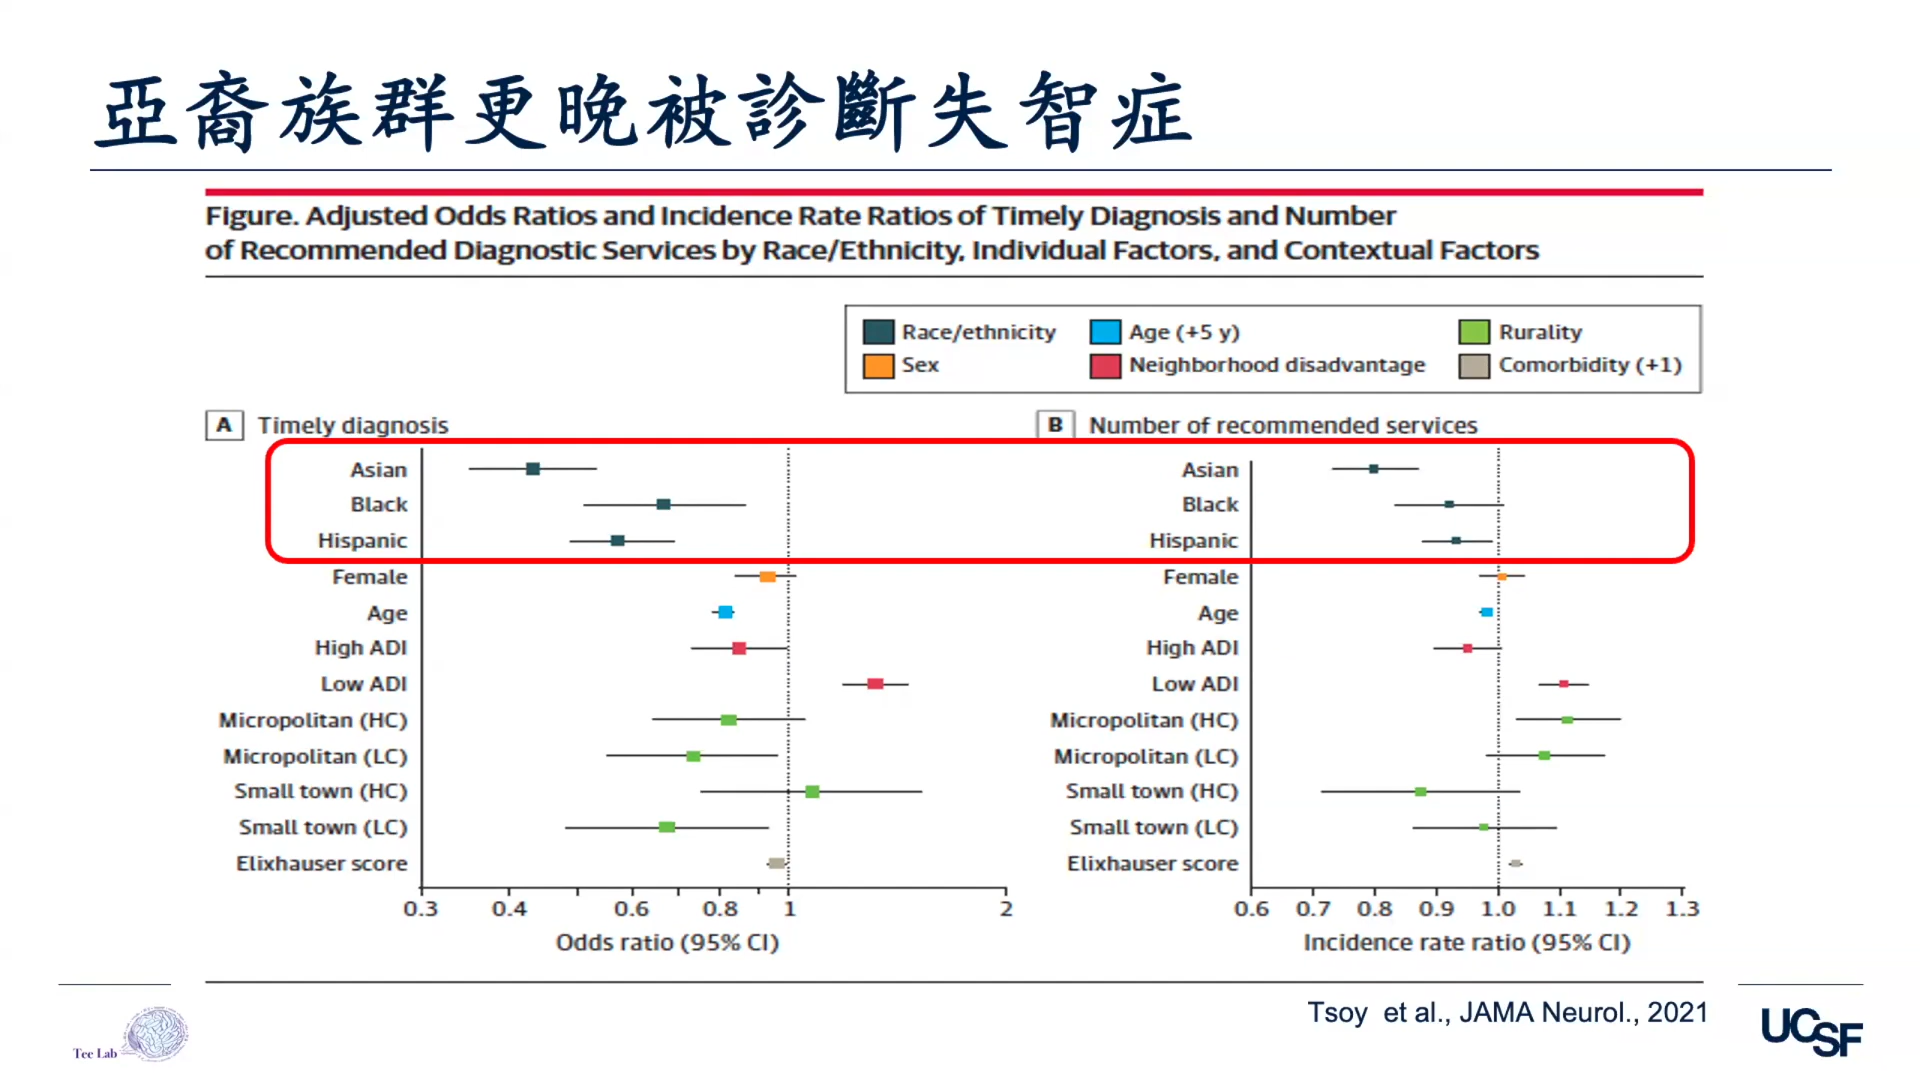 亞裔族群更晚被診斷失智症
Figure. Adjusted Odds Ratios and Incidence Rate Ratios of Timely Diagnosis and Number
of Recommended Diagnostic Services by Race/Ethnicity, Individual Factors, and Contextual Factors
Race/ethnicity
Age (+5 y)
Rurality
Sex
Neighborhood disadvantage
Comorbidity (+1)
A Timely diagnosis
Asian
Black
Hispanic
Female
Age
High ADI
Low ADI
Micropolitan (HC)
Micropolitan (LC)
Small town (HC)
Small town (LC)
Elixhauser score
0.3 0.4 0.6 0.8 1 2
Odds ratio (95% CI)
B Number of recommended services
Asian
Black
Hispanic
Female
Age
High ADI
Low ADI
Micropolitan (HC)
Micropolitan (LC)
Small town (HC)
Small town (LC)
Elixhauser score
0.6 0.7 0.8 0.9 1.0 1.1 1.2 1.3
Incidence rate ratio (95% CI)
Tsoy et al., JAMA Neurol., 2021
Tee Lab
UCSF